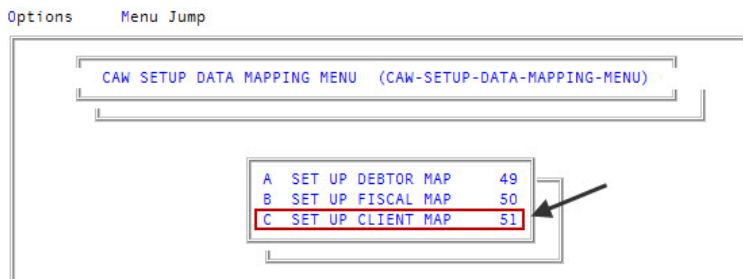 Options Menu Jump
CAW SETUP DATA MAPPING MENU (CAW-SETUP-DATA-MAPPING-MENU)
A SET UP DEBTOR MAP 49
B SET UP FISCAL MAP 50
C SET UP CLIENT MAP 51